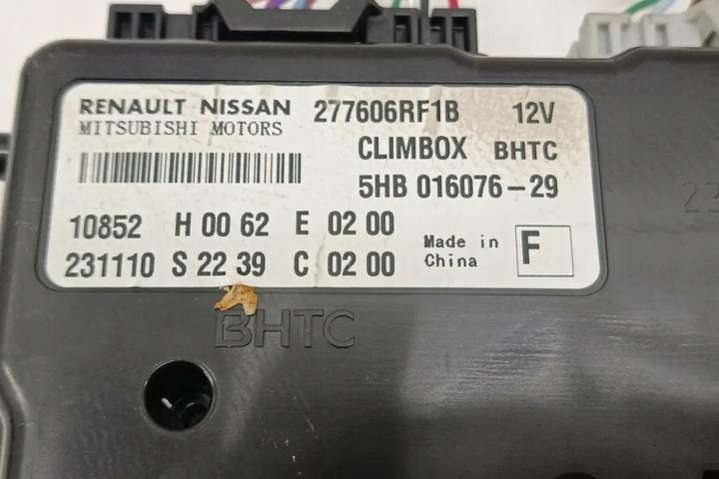 RENAULT NISSAN 277606RF1B 12V
MITSUBISHI MOTORS
CLIMBOX BHTC
5HB 016076-29
10852 H 00 62 E 02 00
231110 S 22 39 C 02 00
Made in China
F
BHTC